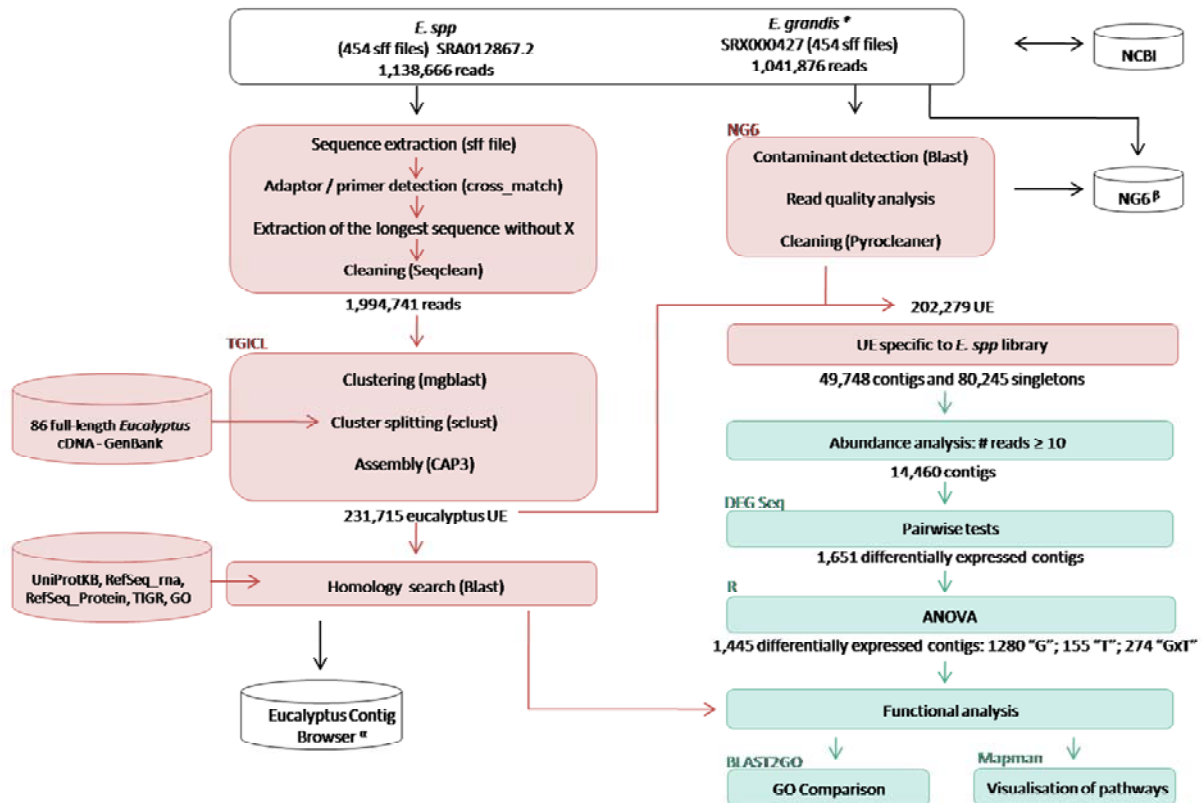 E. spp
(454 sff files) SRA012867.2
1,138,666 reads
E. grandis *
SRX000427 (454 sff files)
1,041,876 reads
NCBI
Sequence extraction (sff file)
Adaptor / primer detection (cross_match)
Extraction of the longest sequence without X
Cleaning (Seqclean)
1,994,741 reads
NG6
Contaminant detection (Blast)
Read quality analysis
Cleaning (Pyrocleaner)
NG6 β
TGICL
Clustering (mgblast)
Cluster splitting (sclust)
Assembly (CAP3)
86 full-length Eucalyptus
cDNA - GenBank
231,715 eucalyptus UE
UniProtKB, RefSeq_rna,
RefSeq_Protein, TIGR, GO
Homology search (Blast)
Eucalyptus Contig
Browser α
202,279 UE
UE specific to E. spp library
49,748 contigs and 80,245 singletons
Abundance analysis: # reads ≥ 10
14,460 contigs
DEG Seq
Pairwise tests
1,651 differentially expressed contigs
R
ANOVA
1,445 differentially expressed contigs: 1280 "G"; 155 "T"; 274 "GxT"
Functional analysis
BLAST2GO
GO Comparison
Mapman
Visualisation of pathways